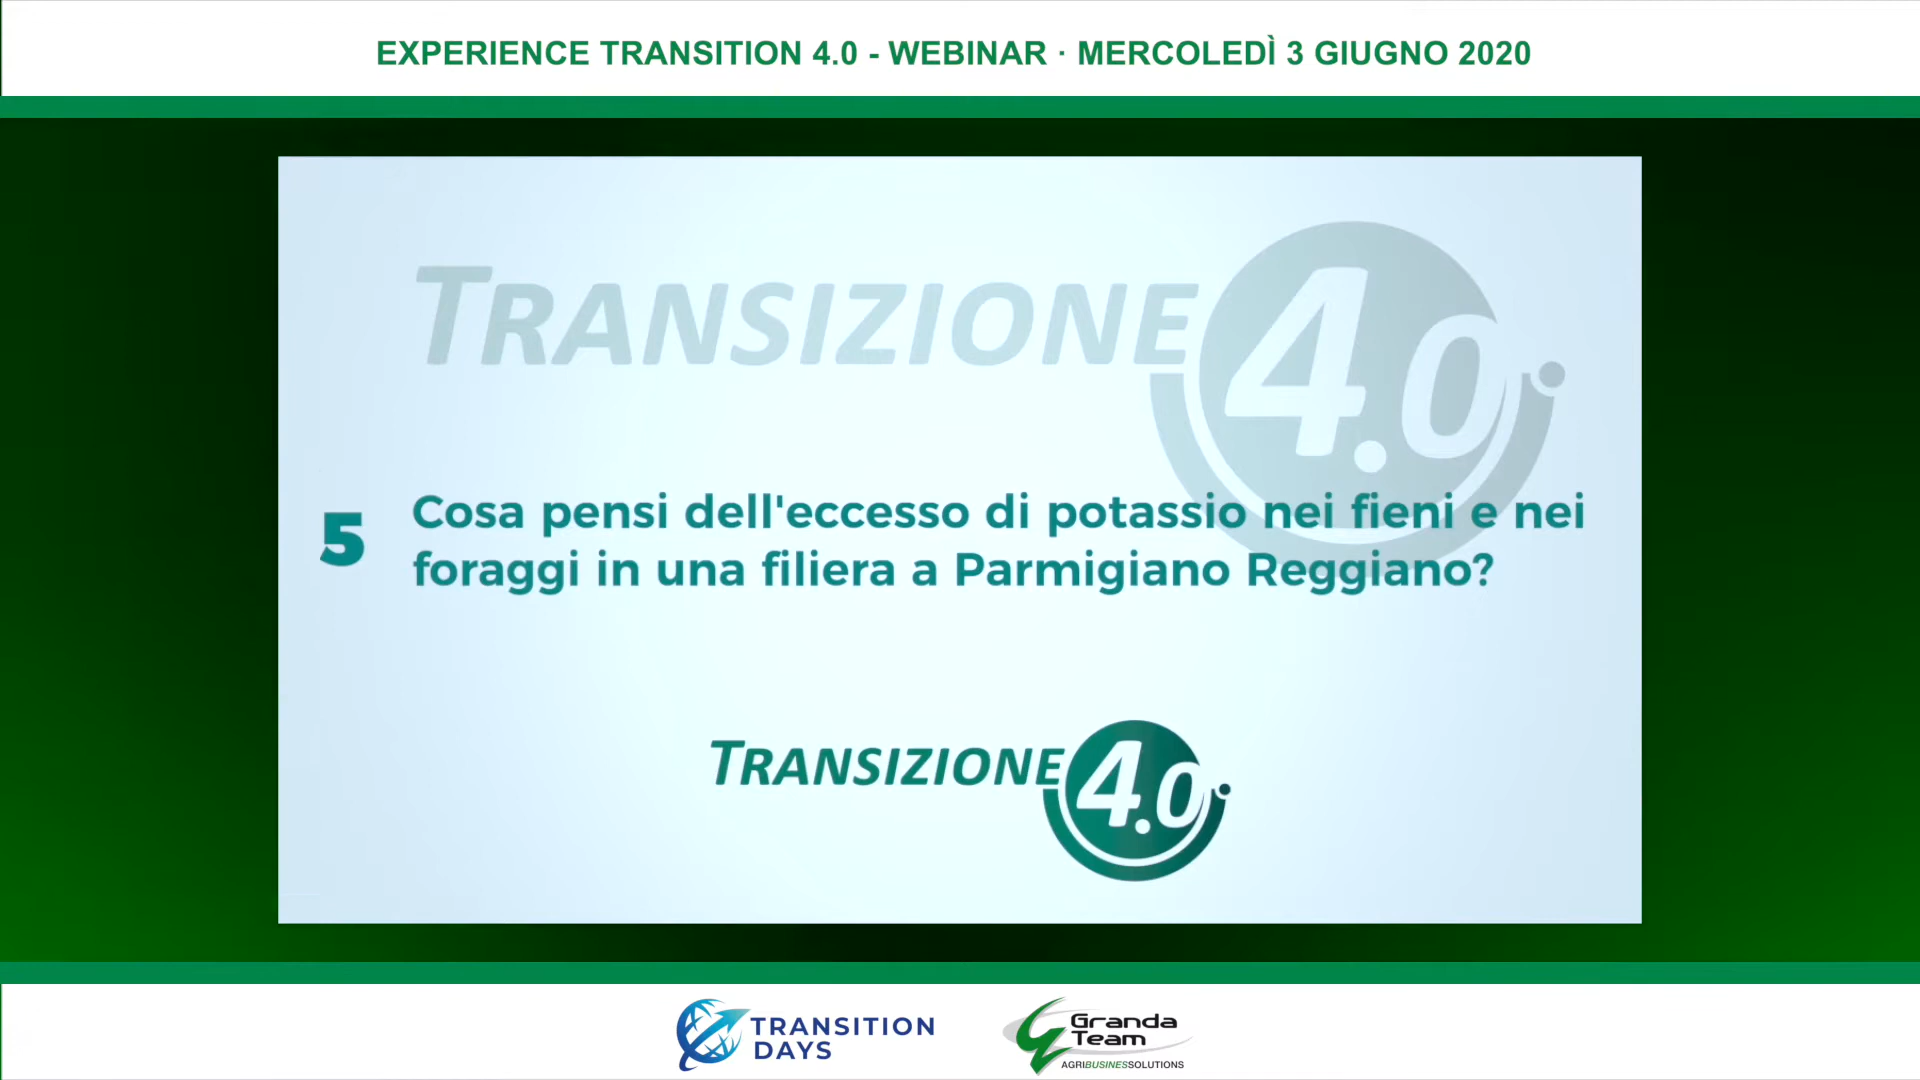 EXPERIENCE TRANSITION 4.0 - WEBINAR · MERCOLEDÌ 3 GIUGNO 2020
TRANSIZIONE 4.0
5
Cosa pensi dell'eccesso di potassio nei fieni e nei
foraggi in una filiera a Parmigiano Reggiano?
TRANSIZIONE 4.0
TRANSITION
DAYS
Granda
Team
AGRIBUSINESSOLUTIONS